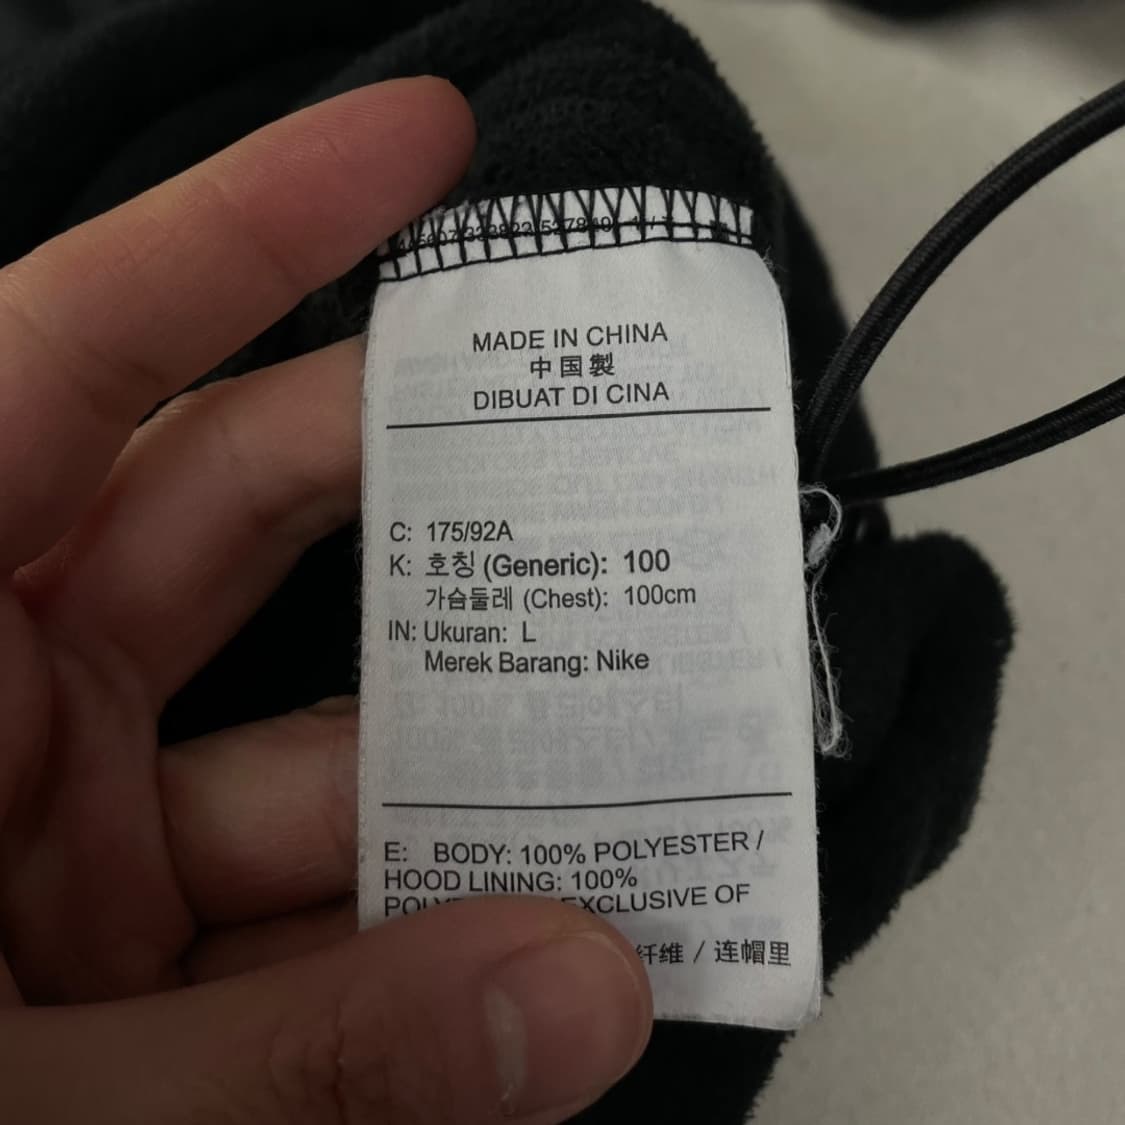 MADE IN CHINA
中国製
DIBUAT DI CINA
C: 175/92A
K: 호칭 (Generic): 100
가슴둘레 (Chest): 100cm
IN: Ukuran: L
Merek Barang: Nike
E: BODY: 100% POLYESTER /
HOOD LINING: 100%
EXCLUSIVE OF
纤维 / 连帽里